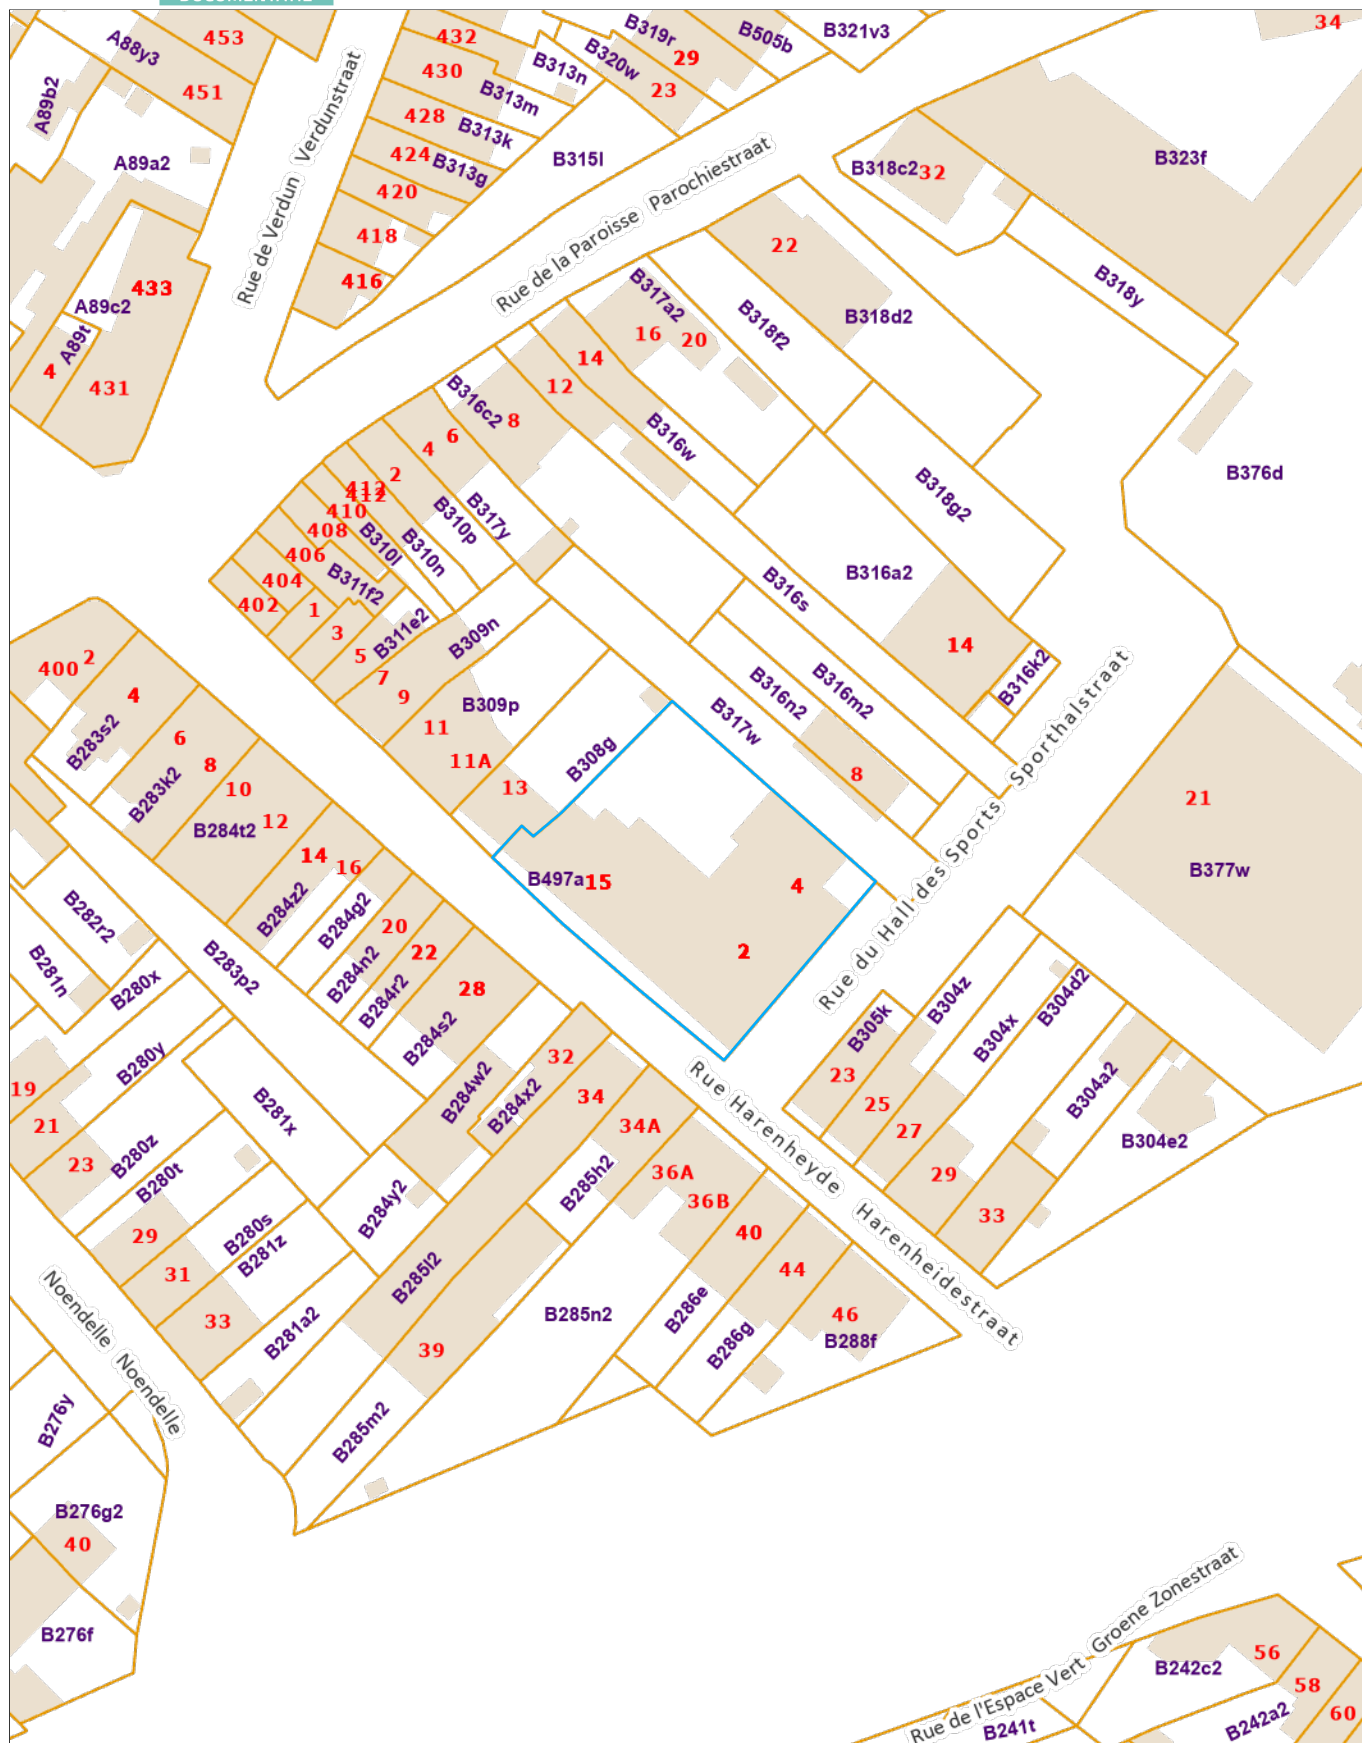 34
453
A88y3
451
A89b2
A89a2
Rue de Verdun Verdunstraat
432
430
428
424
420
418
416
B313n
B313m
B313k
B313g
B315l
B319r
B320w
29
23
B505b
B321v3
Rue de la Paroisse Parochiestraat
B318c2
32
B323f
B318y
433
A89c2
A89t
4
431
22
B318d2
B317a2
16
20
B318f2
14
12
B316c2
8
B316w
B376d
6
4
2
412
412
410
408
406
404
402
B317y
B310p
B310n
B310l
B311f2
B311e2
1
3
5
7
9
11
11A
13
B309n
B309p
B308g
B318g2
B316a2
B316s
14
B316k2
B316n2
B316m2
B317w
8
Rue du Hall des Sports Sporthalstraat
21
B377w
400
2
4
B283s2
6
8
B283k2
10
B284t2
12
14
16
B284z2
B284g2
B497a
15
4
2
B282r2
B281n
B283p2
B280x
B280y
20
22
28
B284n2
B284r2
B284s2
19
21
23
B280z
B280t
B281x
B284w2
B284x2
32
34
34A
36A
36B
40
44
46
Rue Harenheyde Harenheidestraat
B305k
B304z
B304x
B304d2
B304a2
B304e2
23
25
27
29
33
29
31
33
B280s
B281z
B281a2
B284y2
B285h2
B285l2
39
B285n2
B285m2
B286e
B286g
B288f
Noendelle Noendelle
B276y
B276g2
40
B276f
Rue de l'Espace Vert Groene Zonestraat
B242c2
56
58
60
B241t
B242a2